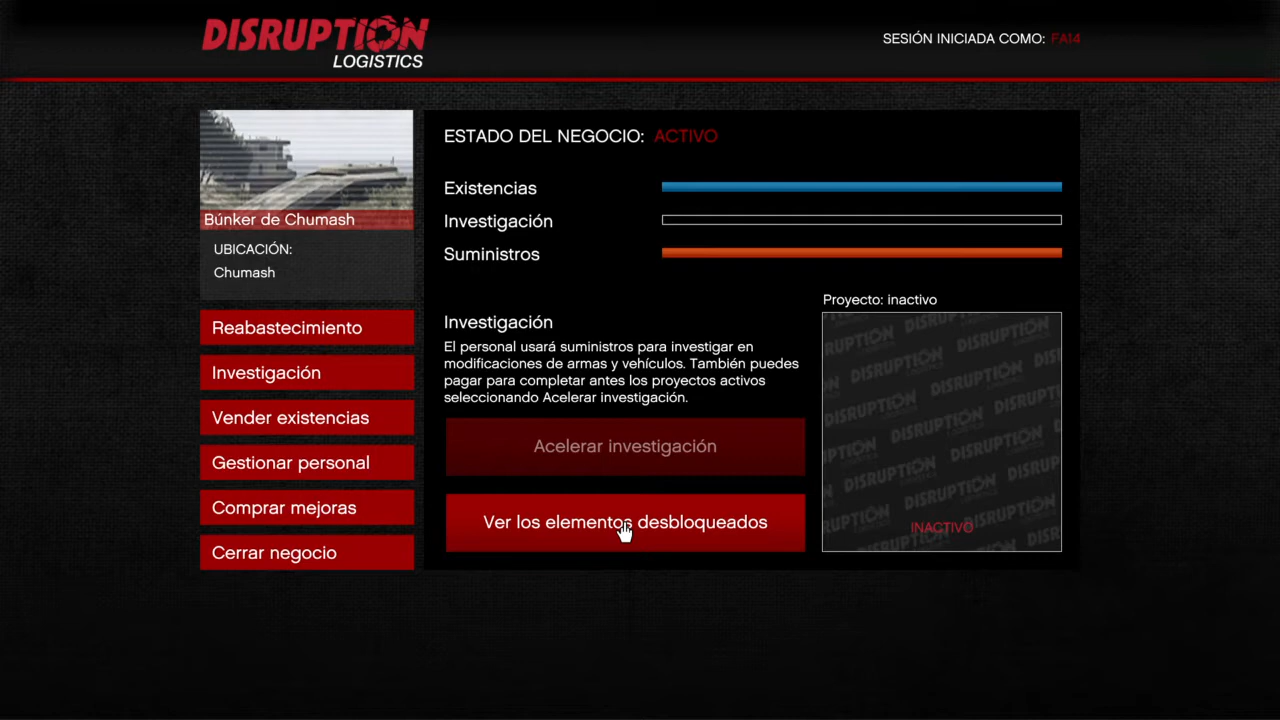 DISRUPTION
LOGISTICS
SESIÓN INICIADA COMO: FA14
Búnker de Chumash
UBICACIÓN:
Chumash
Reabastecimiento
Investigación
Vender existencias
Gestionar personal
Comprar mejoras
Cerrar negocio
ESTADO DEL NEGOCIO: ACTIVO
Existencias
Investigación
Suministros
Investigación
El personal usará suministros para investigar en
modificaciones de armas y vehículos. También puedes
pagar para completar antes los proyectos activos
seleccionando Acelerar investigación.
Acelerar investigación
Ver los elementos desbloqueados
Proyecto: inactivo
INACTIVO